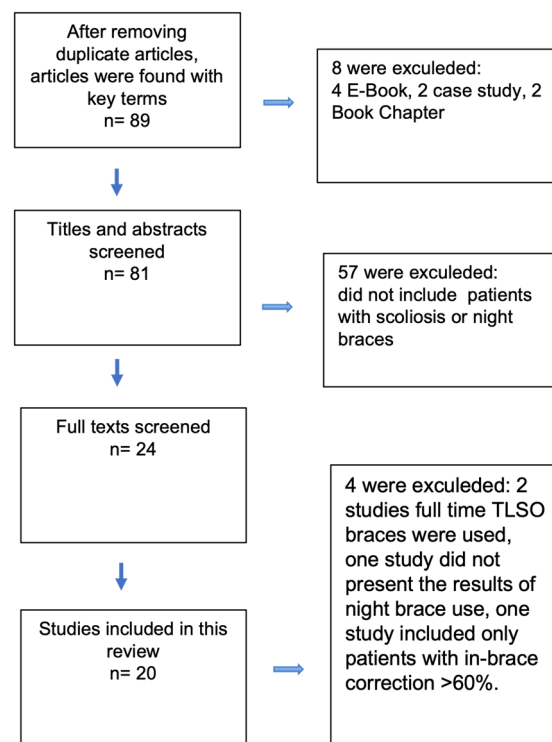 After removing
duplicate articles,
articles were found with
key terms
n= 89
8 were exculeded:
4 E-Book, 2 case study, 2
Book Chapter
Titles and abstracts
screened
n= 81
57 were exculeded:
did not include patients
with scoliosis or night
braces
Full texts screened
n= 24
4 were exculeded: 2
studies full time TLSO
braces were used,
one study did not
present the results of
night brace use, one
study included only
patients with in-brace
correction >60%.
Studies included in this
review
n= 20